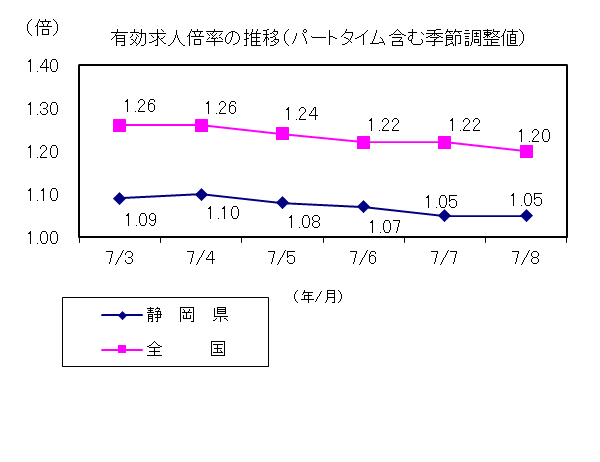 (倍)
有効求人倍率の推移(パートタイム含む季節調整値)
1.40
1.30
1.20
1.10
1.00
1.26 1.26 1.24 1.22 1.22 1.20
1.09 1.10 1.08 1.07 1.05 1.05
7/3 7/4 7/5 7/6 7/7 7/8
(年/月)
静 岡 県
全 国